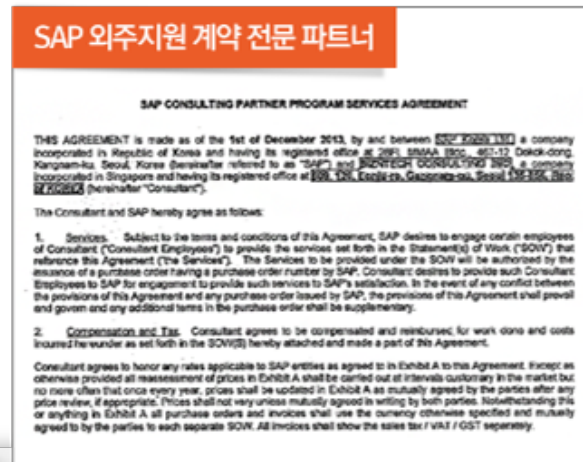 SAP 외주지원 계약 전문 파트너
SAP CONSULTING PARTNER PROGRAM SERVICES AGREEMENT
THIS AGREEMENT is made as of the 1st of December 2013, by and between SAP Korea Ltd., a company
incorporated in Republic of Korea and having its registered office at 26Fl, 467-12 Dokok-dong,
Kangnam-ku, Seoul, Korea (hereinafter referred to as "SAP") and CONSULTING a company
incorporated in Singapore and having its registered office at Seoul
of KOREA (hereinafter "Consultant").
The Consultant and SAP hereby agree as follows:
1. Services. Subject to the terms and conditions of this Agreement, SAP desires to engage certain employees
of Consultant ("Consultant Employees") to provide the services set forth in the Statement(s) of Work ("SOW") that
reference this Agreement ("the Services"). The Services to be provided under the SOW will be authorized by the
issuance of a purchase order having a purchase order number by SAP. Consultant desires to provide such Consultant
Employees to SAP for engagement to provide such services to SAP's satisfaction. In the event of any conflict between
the provisions of this Agreement and any purchase order issued by SAP, the provisions of this Agreement shall prevail
and govern and any additional terms in the purchase order shall be supplementary.
2. Compensation and Tax. Consultant agrees to be compensated and reimbursed for work done and costs
incurred hereunder as set forth in the SOW(S) hereby attached and made a part of this Agreement.
Consultant agrees to honor any rates applicable to SAP entities as agreed to in Exhibit A to this Agreement. Except as
otherwise provided all reassessment of prices in Exhibit A shall be carried out at intervals customary in the market but
no more often that once every year, prices shall be updated in Exhibit A as mutually agreed by the parties after any
price review, if appropriate. Prices shall not vary unless mutually agreed in writing by both parties. Notwithstanding this
or anything in Exhibit A all purchase orders and invoices shall use the currency otherwise specified and mutually
agreed to by the parties to each separate SOW. All invoices shall show the sales tax / VAT / GST seperately.